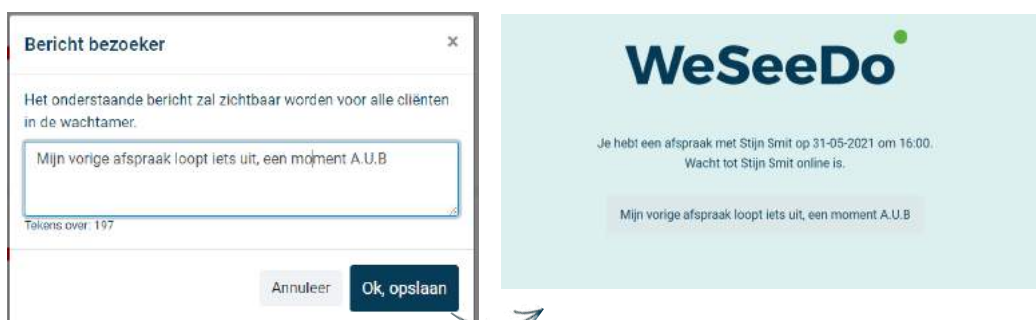 Bericht bezoeker
×
Het onderstaande bericht zal zichtbaar worden voor alle cliënten
in de wachtamer.
Mijn vorige afspraak loopt iets uit, een moment A.U.B
Tekens over: 197
Annuleer
Ok, opslaan
WeSeeDo
Je hebt een afspraak met Stijn Smit op 31-05-2021 om 16:00.
Wacht tot Stijn Smit online is.
Mijn vorige afspraak loopt iets uit, een moment A.U.B